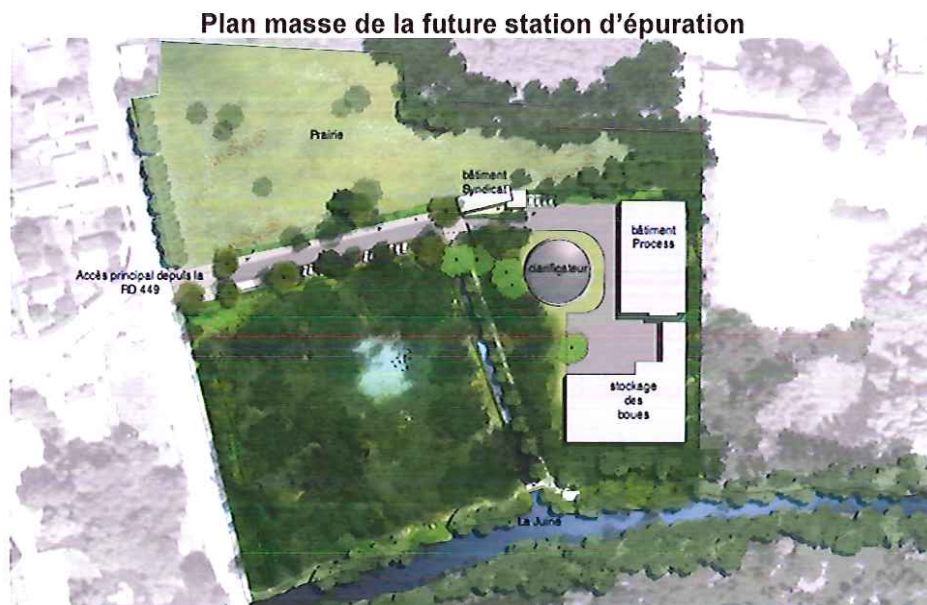 Plan masse de la future station d'épuration
Prairie
bâtiment
Syndicat
bâtiment
Process
clarificateur
Accès principal depuis la
RD 449
stockage
des
boues
La Juine